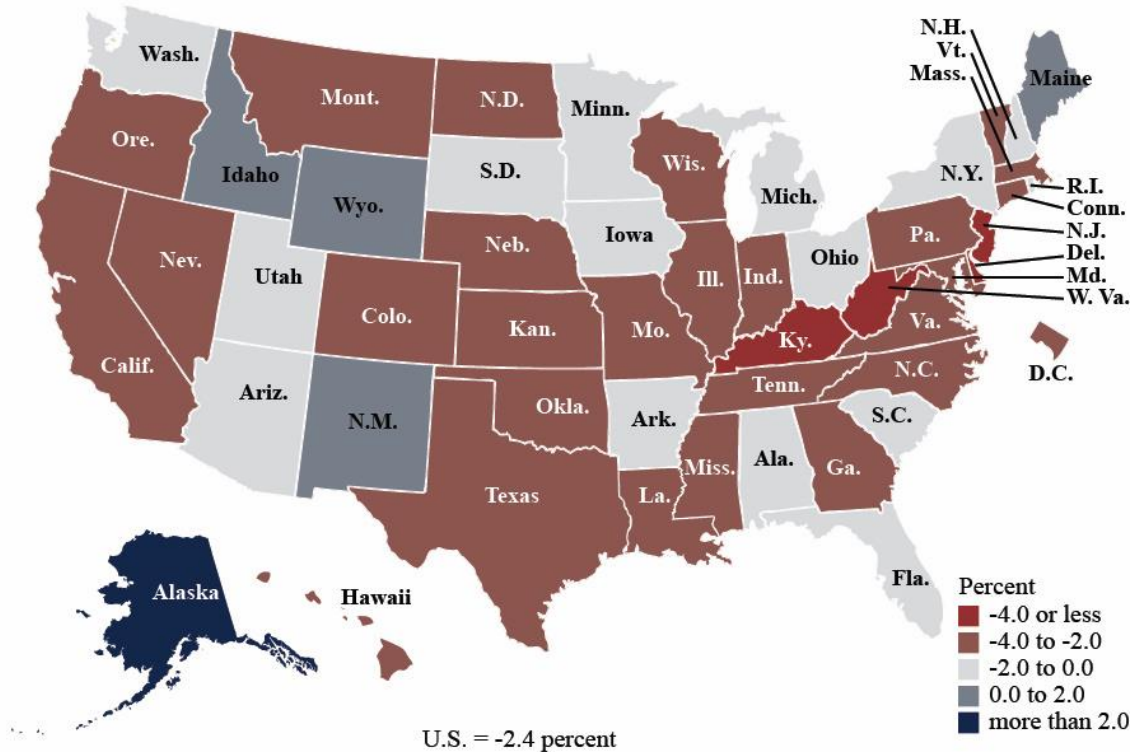 N.H.
Vt.
Mass.
Wash.
Maine
Mont.
N.D.
Minn.
Ore.
Idaho
S.D.
Wis.
Mich.
N.Y.
R.I.
Conn.
Wyo.
N.J.
Iowa
Pa.
Neb.
Ohio
Del.
Nev.
Utah
Ill.
Ind.
Md.
W. Va.
Colo.
Kan.
Mo.
Ky.
Va.
Calif.
N.C.
D.C.
Tenn.
Ariz.
N.M.
Okla.
Ark.
S.C.
Miss.
Ala.
Ga.
Texas
La.
Fla.
Alaska
Hawaii
Percent
-4.0 or less
-4.0 to -2.0
-2.0 to 0.0
0.0 to 2.0
more than 2.0
U.S. = -2.4 percent